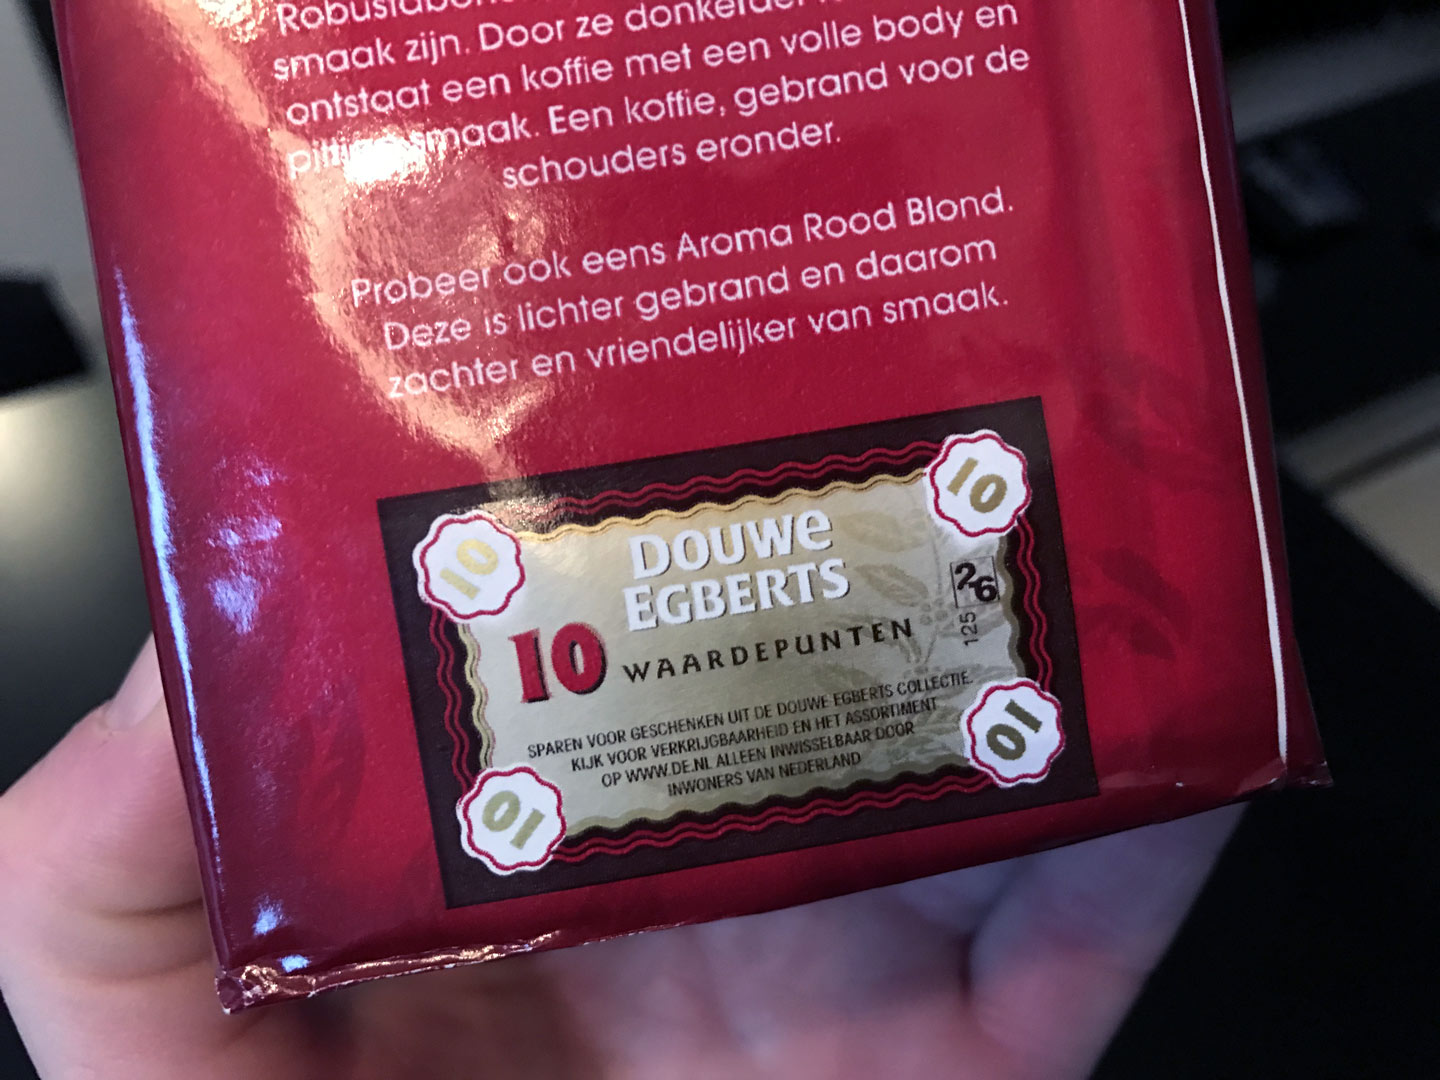 smaak zijn. Door ze
ontstaat een koffie met een volle body en
smaak. Een koffie, gebrand voor de
schouders eronder.
Probeer ook eens Aroma Rood Blond.
Deze is lichter gebrand en daarom
zachter en vriendelijker van smaak.
10
10
DOUWE
EGBERTS
26
125
10 WAARDEPUNTEN
SPAREN VOOR GESCHENKEN UIT DE DOUWE EGBERTS COLLECTIE.
KIJK VOOR VERKRIJGBAARHEID EN HET ASSORTIMENT
OP WWW.DE.NL ALLEEN INWISSELBAAR DOOR
INWONERS VAN NEDERLAND
10
10